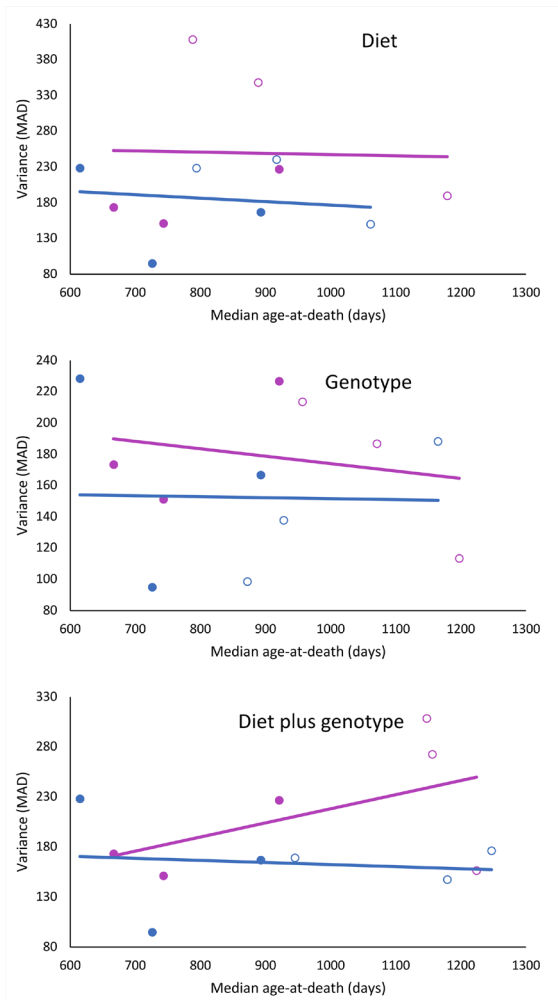 Diet
Variance (MAD)
430
380
330
280
230
180
130
80
600 700 800 900 1000 1100 1200 1300
Median age-at-death (days)
Genotype
Variance (MAD)
240
220
200
180
160
140
120
100
80
600 700 800 900 1000 1100 1200 1300
Median age-at-death (days)
Diet plus genotype
Variance (MAD)
330
280
230
180
130
80
600 700 800 900 1000 1100 1200 1300
Median age-at-death (days)